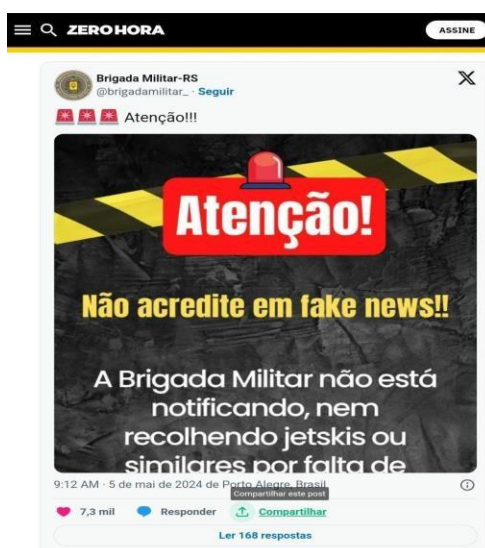 ZERO HORA
ASSINE
Brigada Militar-RS
@brigadamilitar_ · Seguir
Atenção!!!
Atenção!
Não acredite em fake news!!
A Brigada Militar não está
notificando, nem
recolhendo jetskis ou
similares por falta de
9:12 AM · 5 de mai de 2024 de Porto Alegre, Brasil
Compartilhar este post
7,3 mil Responder Compartilhar
Ler 168 respostas